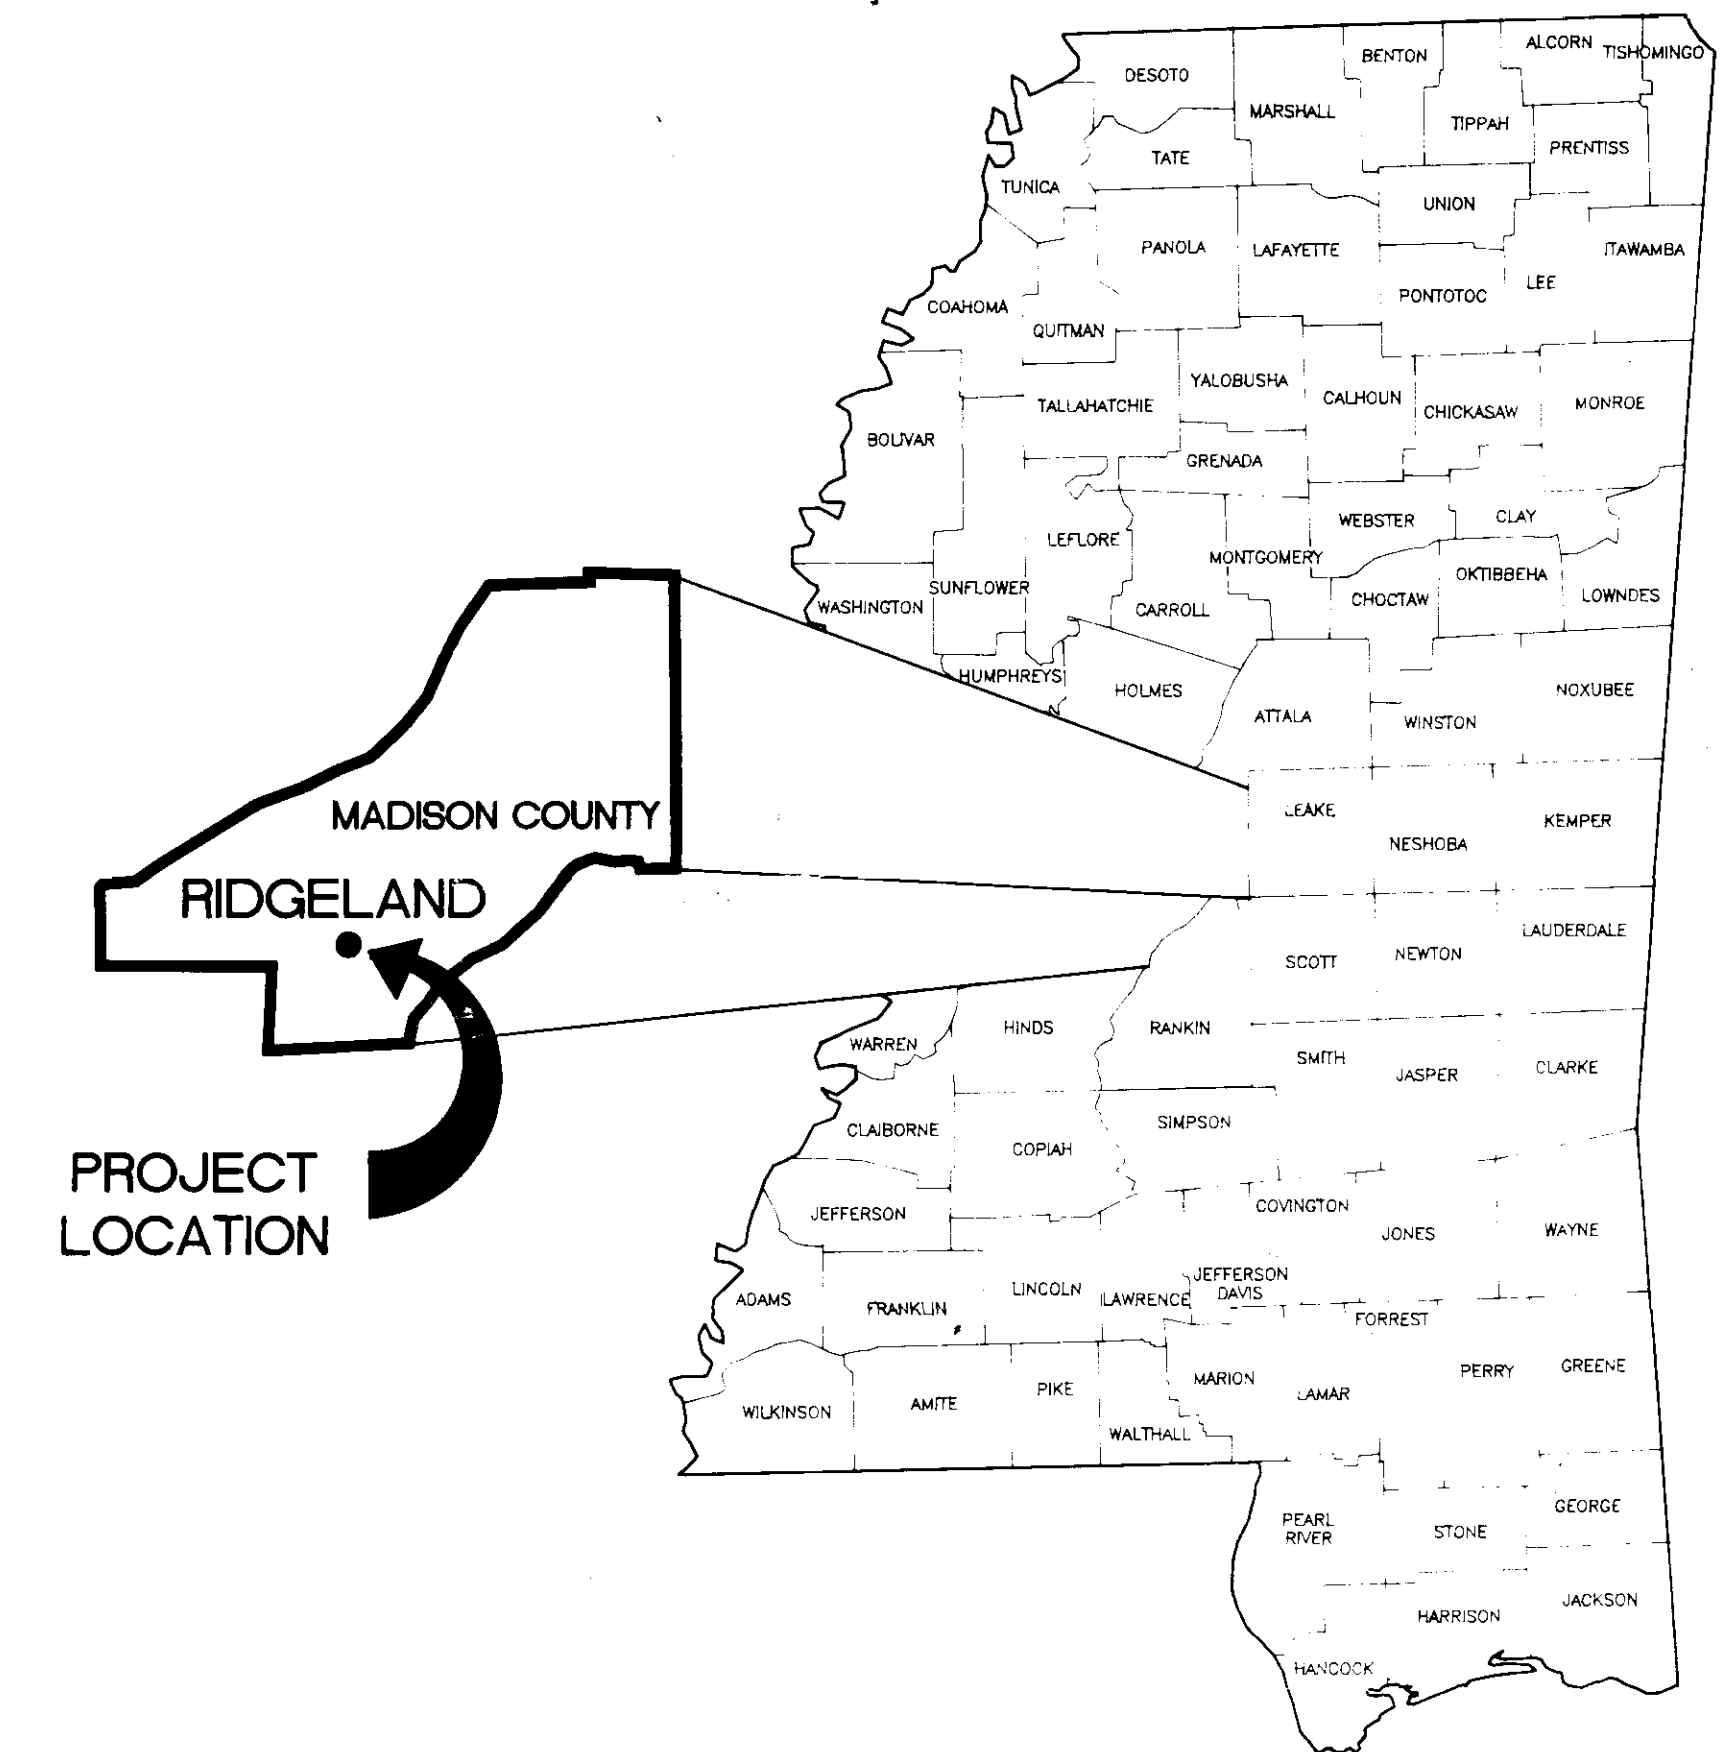 DESOTO
BENTON
ALCORN
TISHOMINGO
MARSHALL
TIPPAH
PRENTISS
TATE
TUNICA
UNION
PANOLA
LAFAYETTE
ITAWAMBA
LEE
PONTOTOC
COAHOMA
QUITMAN
YALOBUSHA
CALHOUN
TALLAHATCHIE
CHICKASAW
MONROE
BOLIVAR
GRENADA
WEBSTER
CLAY
LEFLORE
MONTGOMERY
OKTIBBEHA
SUNFLOWER
WASHINGTON
CARROLL
CHOCTAW
LOWNDES
HUMPHREYS
HOLMES
ATTALA
WINSTON
NOXUBEE
MADISON COUNTY
LEAKE
NESHOBA
KEMPER
RIDGELAND
SCOTT
NEWTON
LAUDERDALE
WARREN
HINDS
RANKIN
SMITH
JASPER
CLARKE
CLAIBORNE
COPIAH
SIMPSON
PROJECT
LOCATION
JEFFERSON
COVINGTON
JONES
WAYNE
ADAMS
FRANKLIN
LINCOLN
LAWRENCE
JEFFERSON
DAVIS
FORREST
WILKINSON
AMITE
PIKE
WALTHALL
MARION
LAMAR
PERRY
GREENE
PEARL
RIVER
STONE
GEORGE
HANCOCK
HARRISON
JACKSON